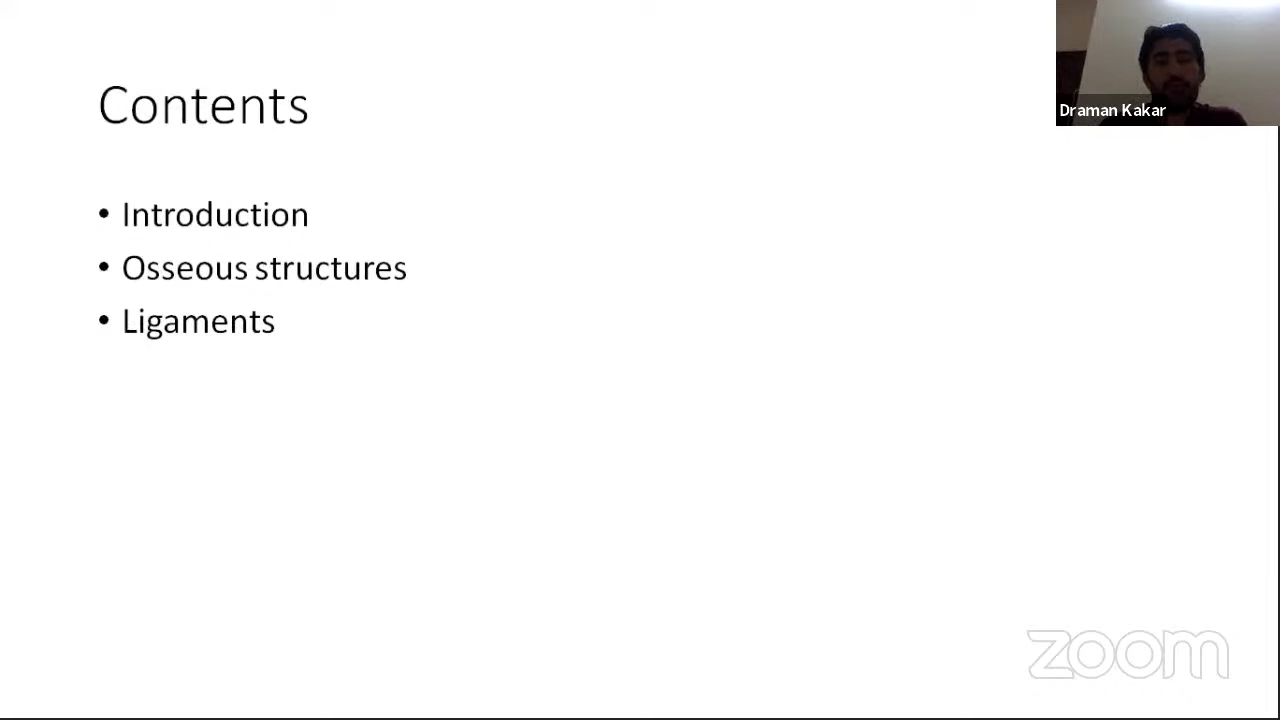 Contents
Draman Kakar
• Introduction
• Osseous structures
• Ligaments
zoom